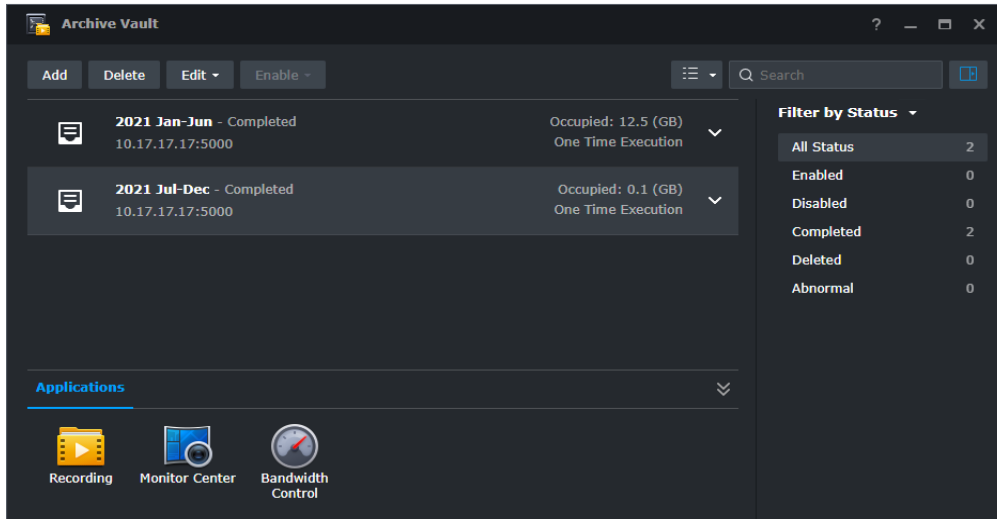 Archive Vault
?
Add
Delete
Edit
Enable
Search
2021 Jan-Jun - Completed
Occupied: 12.5 (GB)
10.17.17.17:5000
One Time Execution
2021 Jul-Dec - Completed
Occupied: 0.1 (GB)
10.17.17.17:5000
One Time Execution
Filter by Status
All Status 2
Enabled 0
Disabled 0
Completed 2
Deleted 0
Abnormal 0
Applications
Recording
Monitor Center
Bandwidth
Control